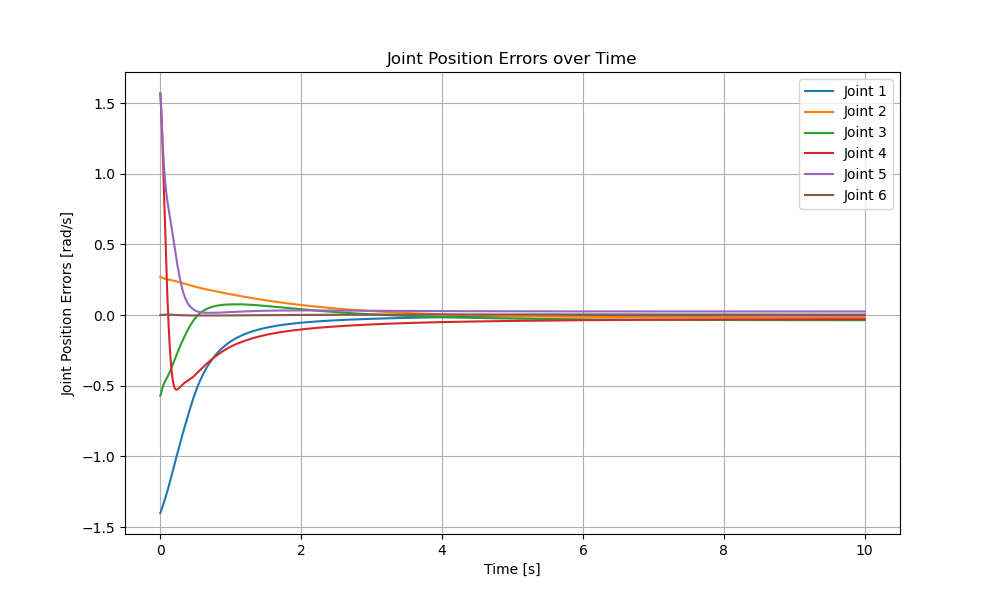 Joint Position Errors over Time
Joint Position Errors [rad/s]
1.5
1.0
0.5
0.0
−0.5
−1.0
−1.5
0 2 4 6 8 10
Time [s]
Joint 1
Joint 2
Joint 3
Joint 4
Joint 5
Joint 6